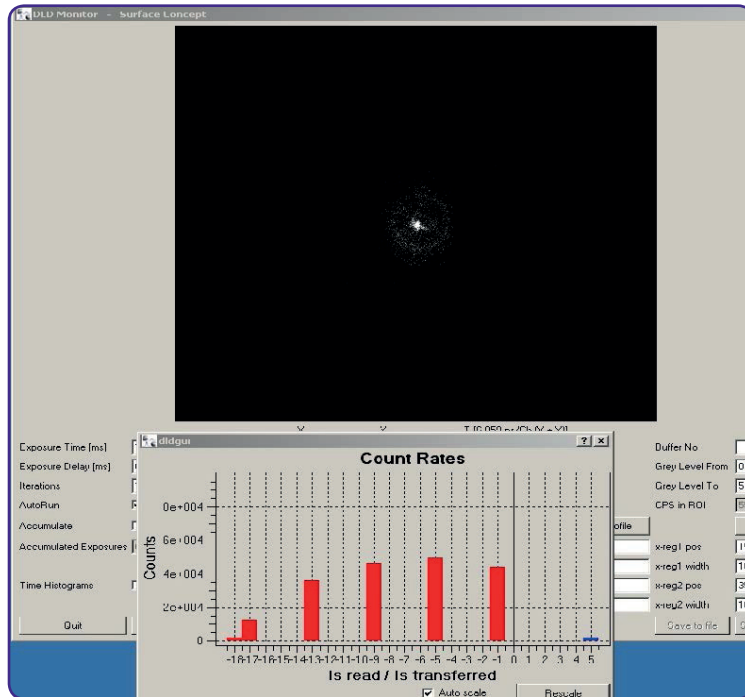 DLD Monitor - Surface Concept
dldgui
Count Rates
Counts
0e+004
6e+004
4e+004
2e+004
0
-18-17-16-15-14-13-12-11-10-9 -8 -7 -6 -5 -4 -3 -2 -1 0 1 2 3 4 5
Is read / Is transferred
Auto scale
Rescale
Exposure Time [ms]
Exposure Delay [ms]
Iterations
AutoRun
Accumulate
Accumulated Exposures
Time Histograms
Quit
Buffer No
Grey Level From 0
Grey Level To 5
CPS in ROI
ofile
x-reg1 pos
x-reg1 width
x-reg2 pos
x-reg2 width
Save to file